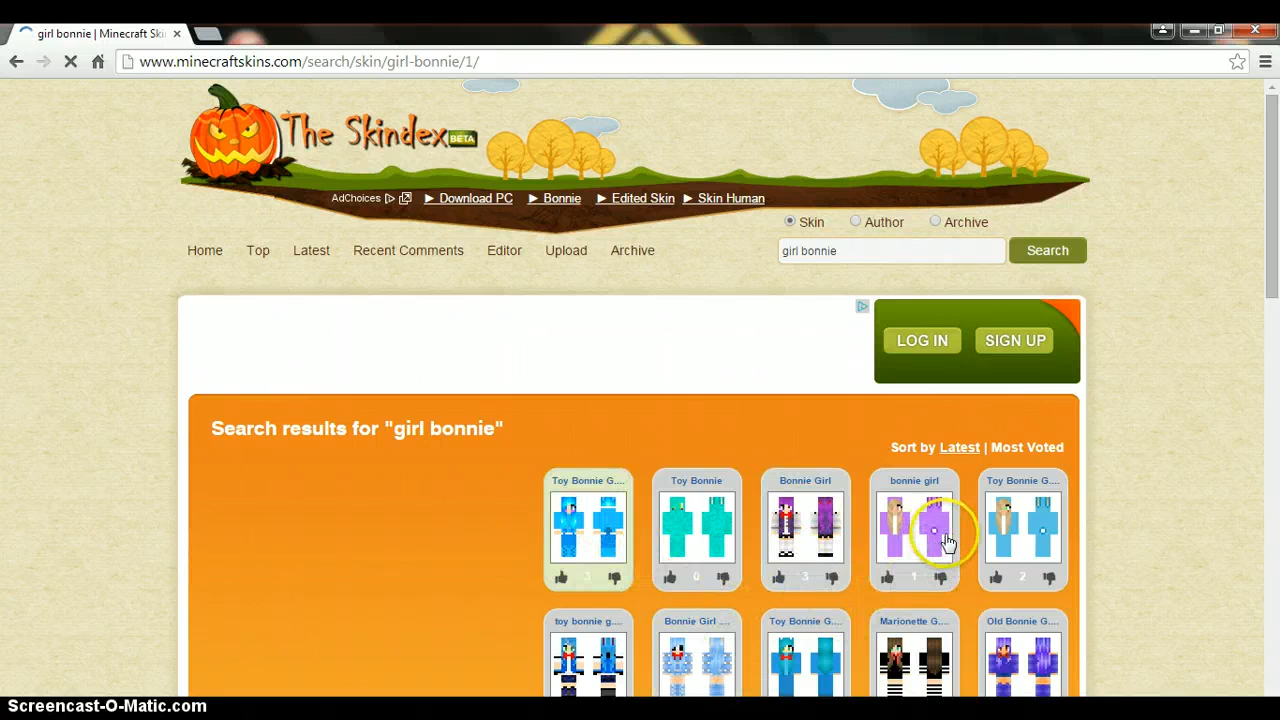 girl bonnie | Minecraft Ski
www.minecraftskins.com/search/skin/girl-bonnie/1/
The Skindex BETA
AdChoices Download PC Bonnie Edited Skin Skin Human
Skin Author Archive
Home Top Latest Recent Comments Editor Upload Archive girl bonnie Search
LOG IN SIGN UP
Search results for "girl bonnie"
Sort by Latest | Most Voted
Toy Bonnie G.... Toy Bonnie Bonnie Girl bonnie girl Toy Bonnie G....
3 0 3 1 2
toy bonnie g.... Bonnie Girl .... Toy Bonnie G.... Marionette G.... Old Bonnie G....
Screencast-O-Matic.com